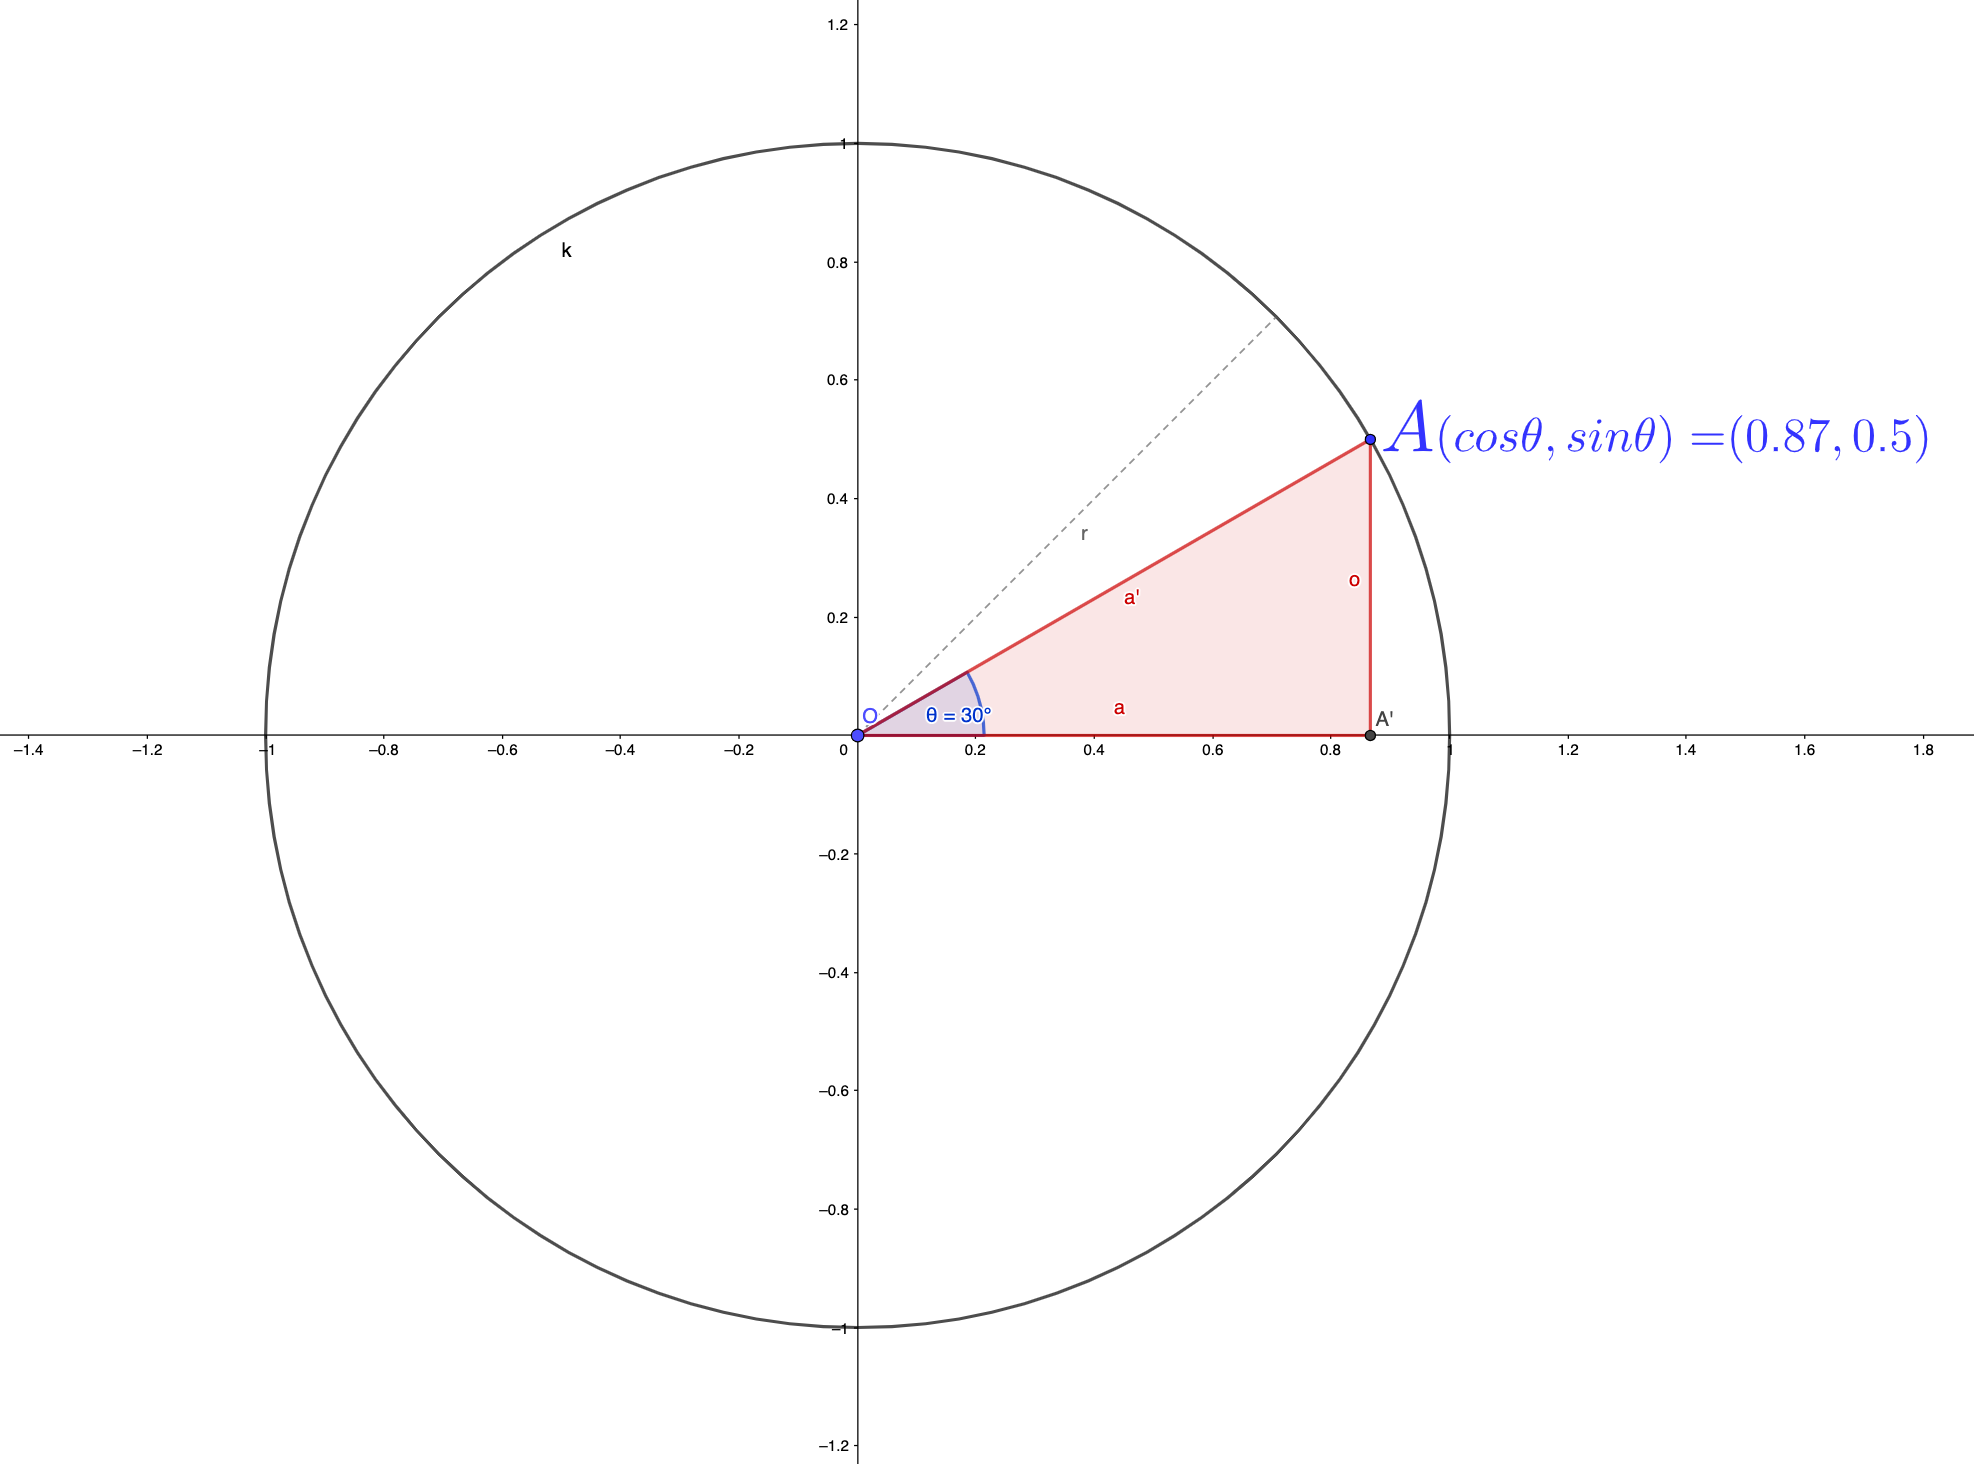 1.2
1
k
0.8
0.6
A(cosθ, sinθ) =(0.87, 0.5)
0.4
r
o
a'
0.2
O
θ = 30°
a
A'
–1.4 –1.2 –1 –0.8 –0.6 –0.4 –0.2 0 0.2 0.4 0.6 0.8 1 1.2 1.4 1.6 1.8
–0.2
–0.4
–0.6
–0.8
–1
–1.2